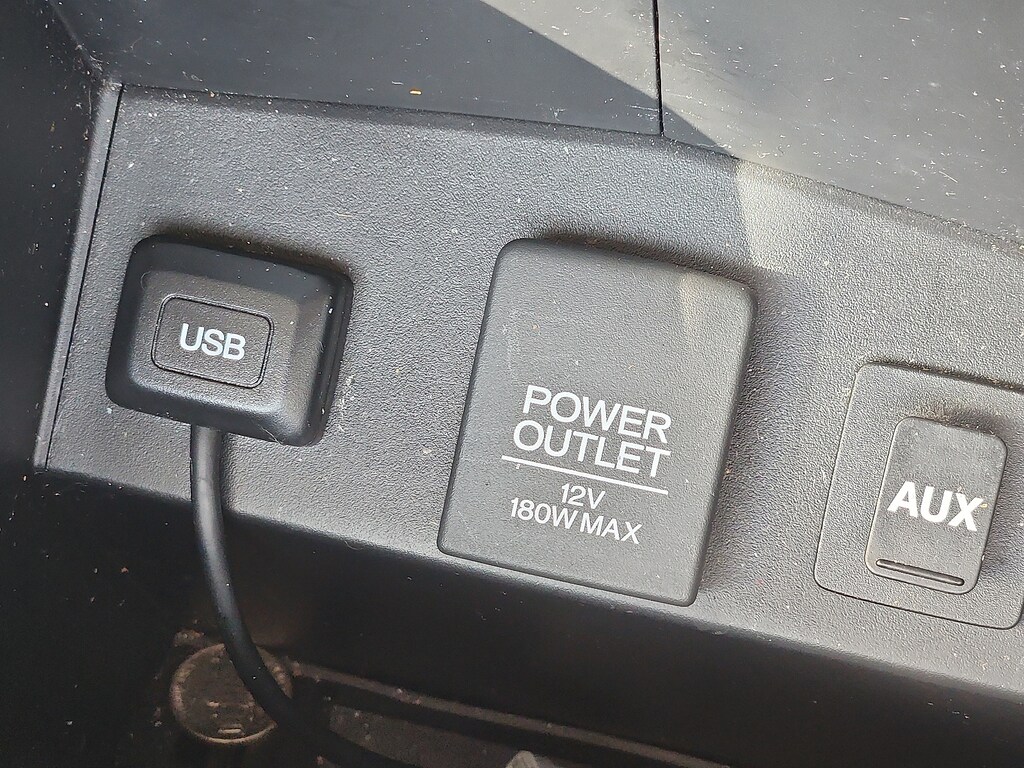 USB
POWER
OUTLET
12V
180W MAX
AUX